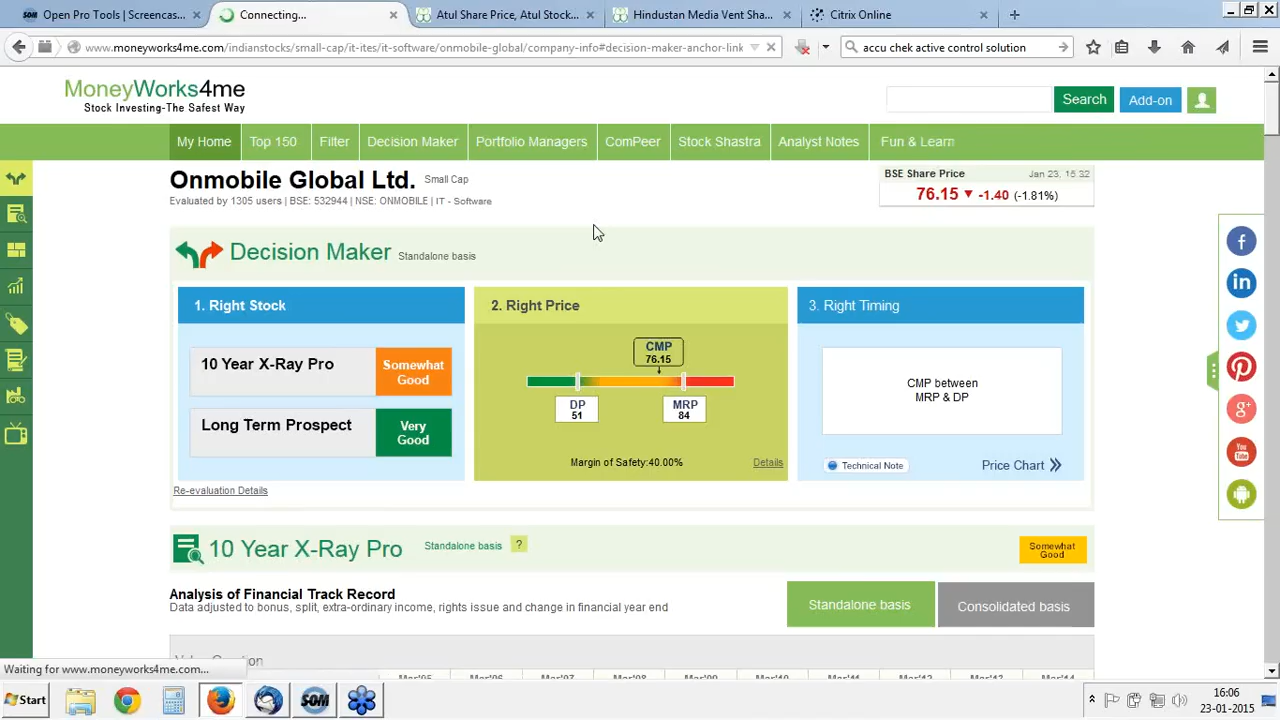 Open Pro Tools | Screencas...
Connecting...
Atul Share Price, Atul Stock...
Hindustan Media Vent Sha...
Citrix Online
www.moneyworks4me.com/indianstocks/small-cap/it-ites/it-software/onmobile-global/company-info#decision-maker-anchor-link
accu chek active control solution
MoneyWorks4me
Stock Investing-The Safest Way
Search
Add-on
My Home
Top 150
Filter
Decision Maker
Portfolio Managers
ComPeer
Stock Shastra
Analyst Notes
Fun & Learn
Onmobile Global Ltd. Small Cap
Evaluated by 1305 users | BSE: 532944 | NSE: ONMOBILE | IT - Software
BSE Share Price Jan 23, 15:32
76.15 ▼ -1.40 (-1.81%)
Decision Maker Standalone basis
1. Right Stock
10 Year X-Ray Pro
Somewhat
Good
Long Term Prospect
Very
Good
Re-evaluation Details
2. Right Price
CMP
76.15
DP
51
MRP
84
Margin of Safety:40.00%
Details
3. Right Timing
CMP between
MRP & DP
Technical Note
Price Chart
10 Year X-Ray Pro Standalone basis ?
Somewhat
Good
Analysis of Financial Track Record
Data adjusted to bonus, split, extra-ordinary income, rights issue and change in financial year end
Standalone basis
Consolidated basis
Waiting for www.moneyworks4me.com...
Start
SOM
16:06
23-01-2015